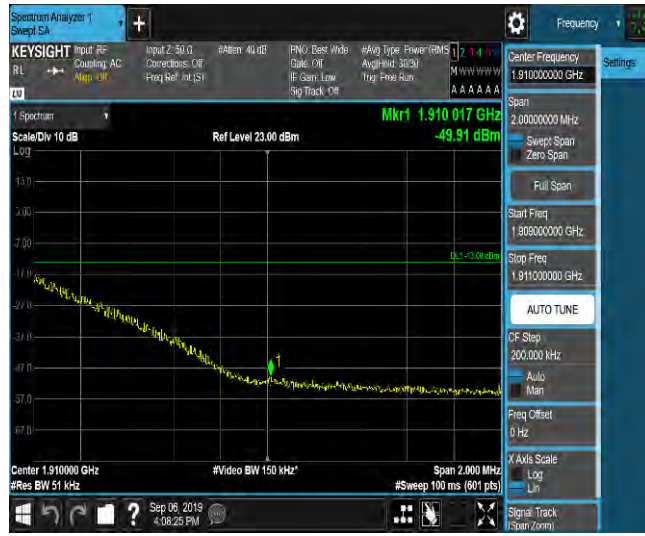 Spectrum Analyzer 1
Swept SA
+
Frequency
KEYSIGHT
RL
Input: RF
Coupling: AC
Align: Off
Input Z: 50 Ω
Corrections: Off
Freq Ref: Int (S)
#Atten: 40 dB
PNO: Best Wide
Gate: Off
IF Gain: Low
Sig Track: Off
#Avg Type: Power (RMS
Avg|Hold: 30/30
Trig: Free Run
M W W W W W
A A A A A A
1 Spectrum
Scale/Div 10 dB
Log
Ref Level 23.00 dBm
Mkr1 1.910 017 GHz
-49.91 dBm
13.0
3.00
-7.00
DL1 -13.00 dBm
-17.0
-27.0
-37.0
-47.0
-57.0
-67.0
1
Center 1.910000 GHz
#Res BW 51 kHz
#Video BW 150 kHz*
Span 2.000 MHz
#Sweep 100 ms (601 pts)
?
Sep 06, 2019
4:08:25 PM
Center Frequency
1.910000000 GHz
Settings
Span
2.00000000 MHz
Swept Span
Zero Span
Full Span
Start Freq
1.909000000 GHz
Stop Freq
1.911000000 GHz
AUTO TUNE
CF Step
200.000 kHz
Auto
Man
Freq Offset
0 Hz
X Axis Scale
Log
Lin
Signal Track
(Span Zoom)